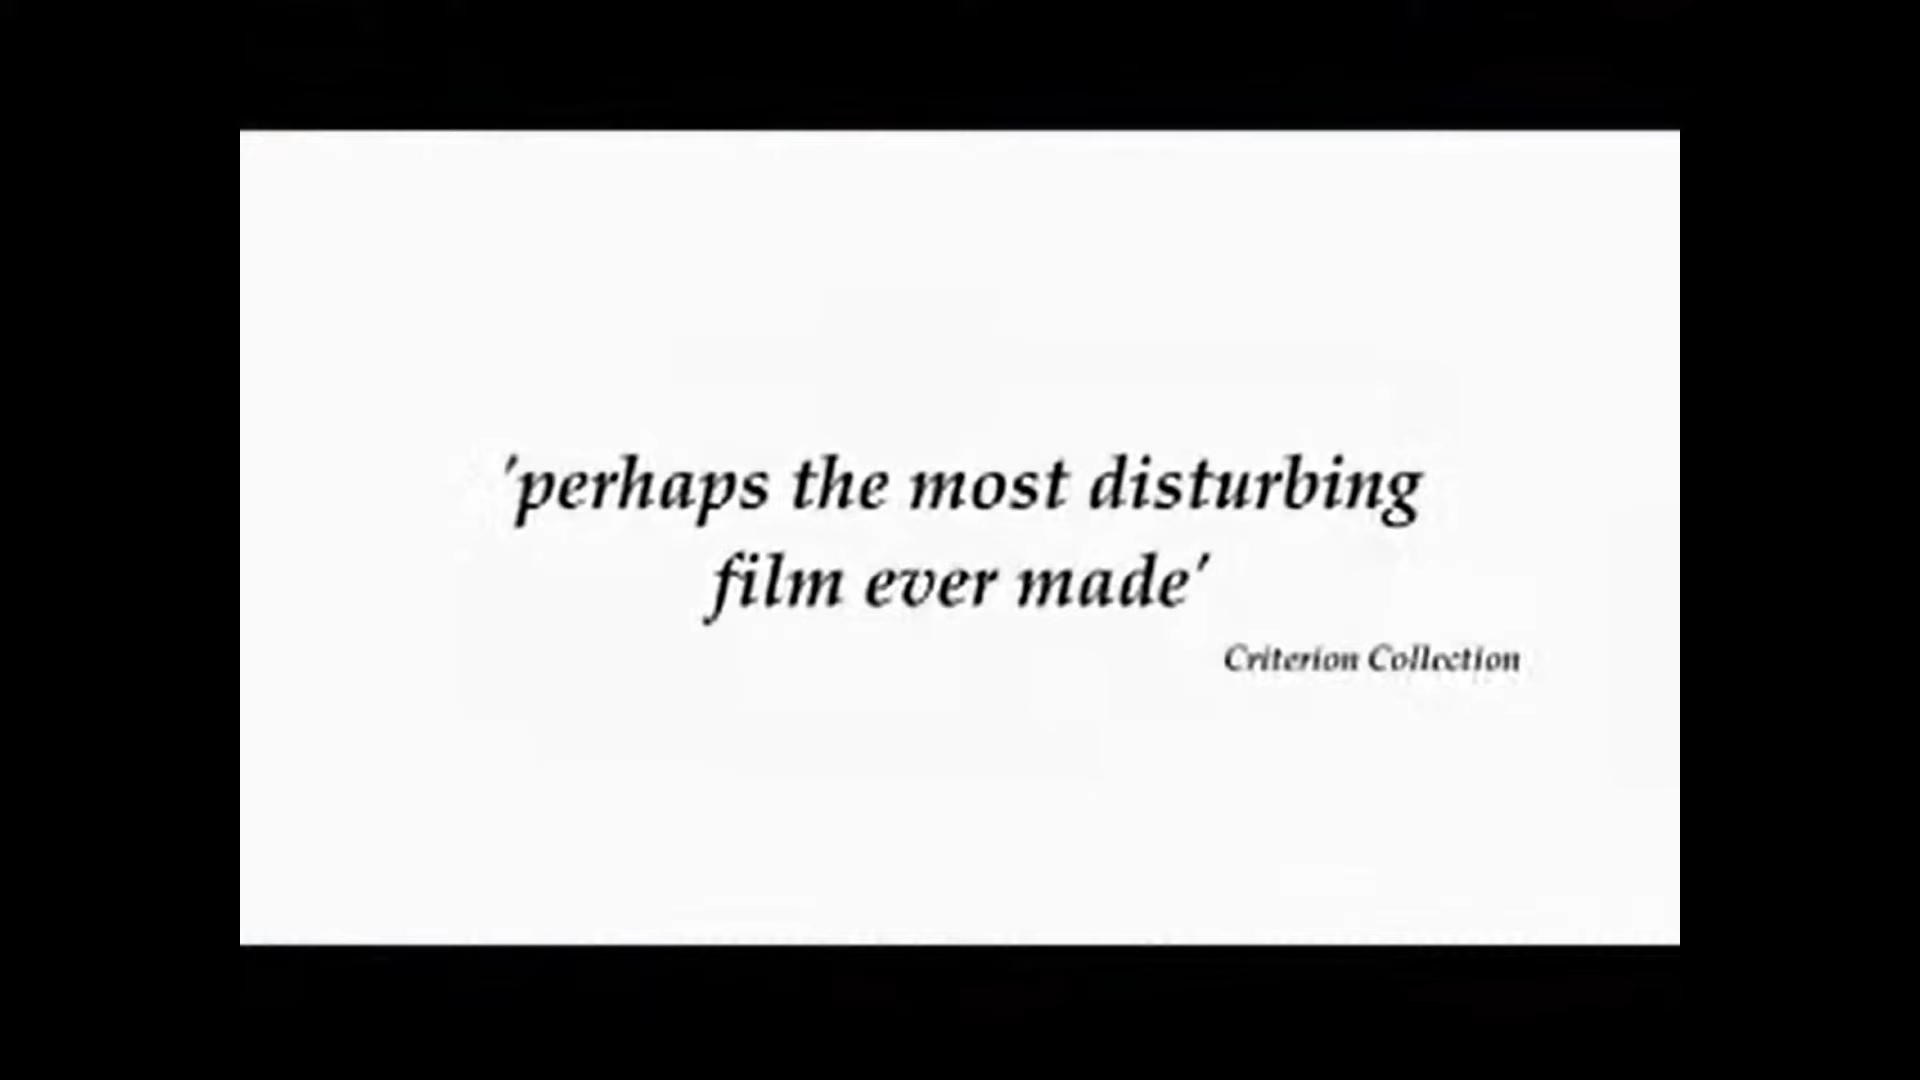 'perhaps the most disturbing
film ever made'
Criterion Collection